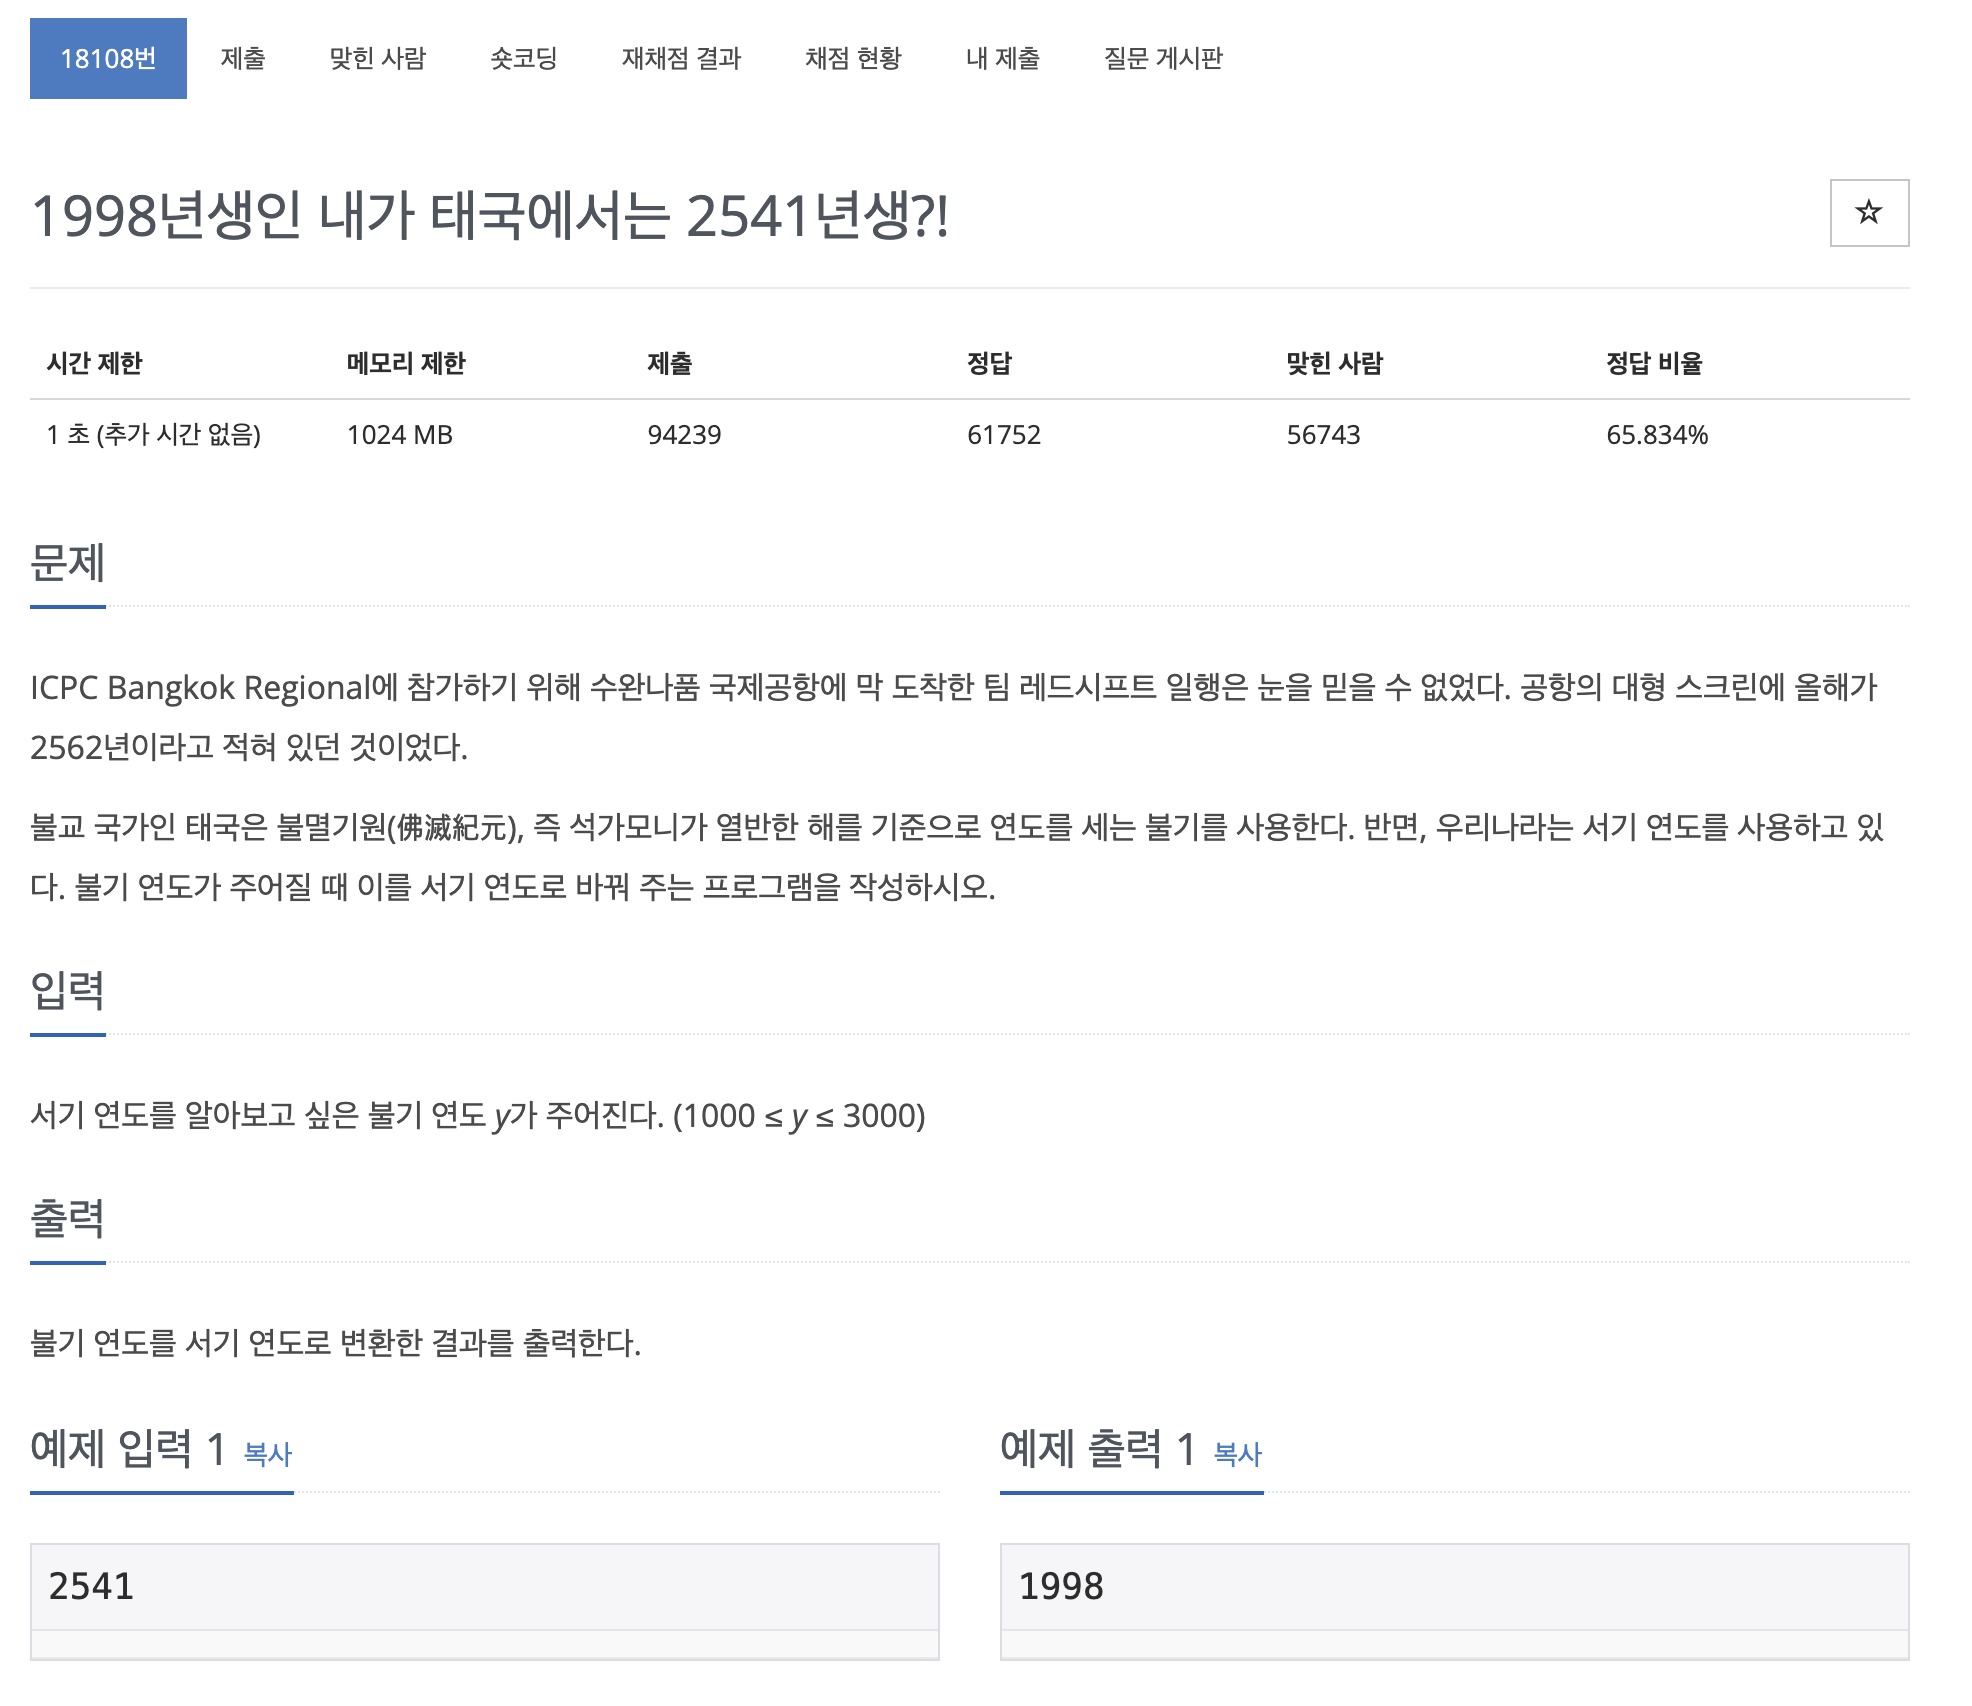 18108번 제출 맞힌 사람 숏코딩 재채점 결과 채점 현황 내 제출 질문 게시판
1998년생인 내가 태국에서는 2541년생?!
시간 제한 메모리 제한 제출 정답 맞힌 사람 정답 비율
1 초 (추가 시간 없음) 1024 MB 94239 61752 56743 65.834%
문제
ICPC Bangkok Regional에 참가하기 위해 수완나품 국제공항에 막 도착한 팀 레드시프트 일행은 눈을 믿을 수 없었다. 공항의 대형 스크린에 올해가
2562년이라고 적혀 있던 것이었다.
불교 국가인 태국은 불멸기원(佛滅紀元), 즉 석가모니가 열반한 해를 기준으로 연도를 세는 불기를 사용한다. 반면, 우리나라는 서기 연도를 사용하고 있
다. 불기 연도가 주어질 때 이를 서기 연도로 바꿔 주는 프로그램을 작성하시오.
입력
서기 연도를 알아보고 싶은 불기 연도 y가 주어진다. (1000 ≤ y ≤ 3000)
출력
불기 연도를 서기 연도로 변환한 결과를 출력한다.
예제 입력 1 복사
2541
예제 출력 1 복사
1998